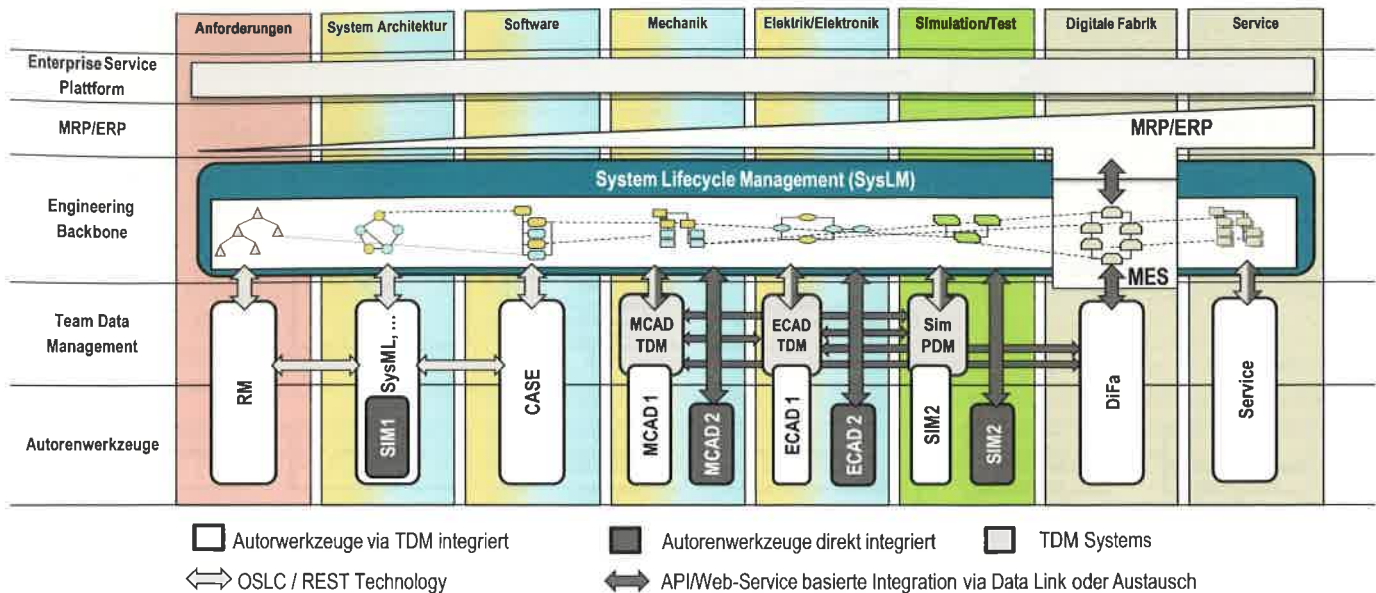 Anforderungen
System Architektur
Software
Mechanik
Elektrik/Elektronik
Simulation/Test
Digitale Fabrik
Service
Enterprise Service
Plattform
MRP/ERP
MRP/ERP
System Lifecycle Management (SysLM)
Engineering
Backbone
MES
Team Data
Management
MCAD
TDM
ECAD
TDM
Sim
PDM
Autorenwerkzeuge
RM
SysML, ...
SIM1
CASE
MCAD1
MCAD 2
ECAD 1
ECAD 2
SIM2
SIM2
DiFa
Service
Autorwerkzeuge via TDM integriert
Autorenwerkzeuge direkt integriert
TDM Systems
OSLC / REST Technology
API/Web-Service basierte Integration via Data Link oder Austausch